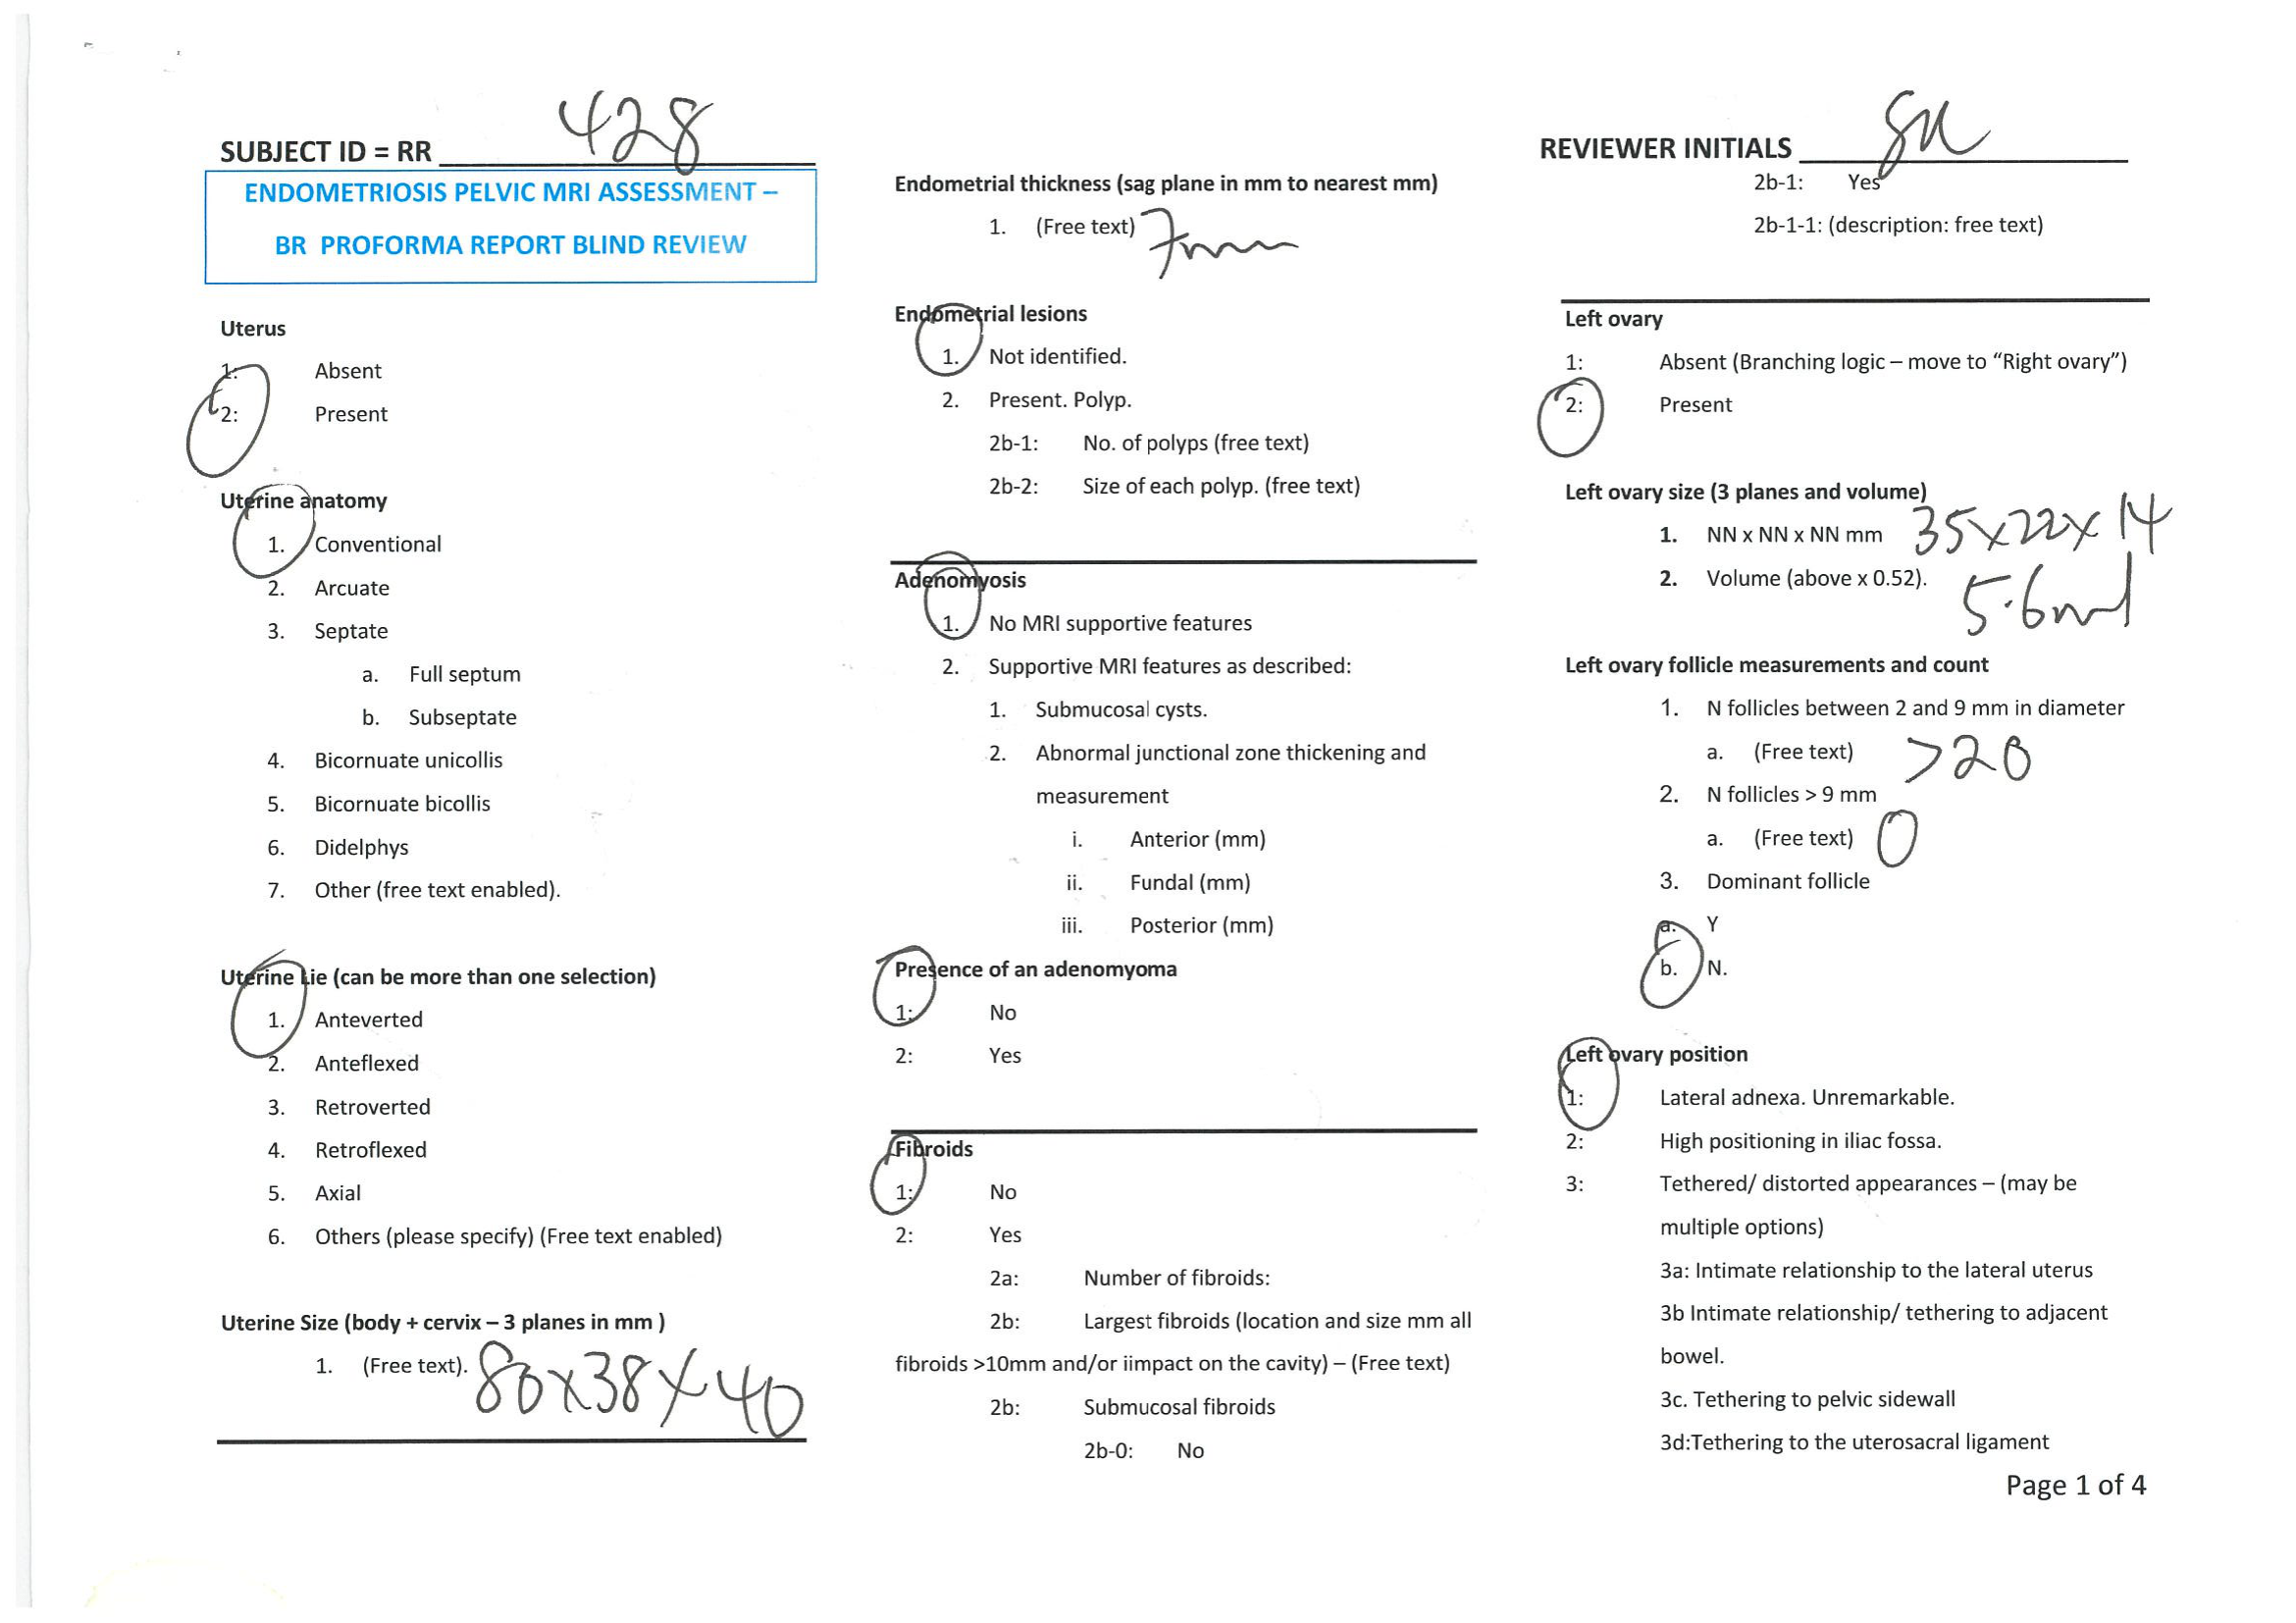 SUBJECT ID = RR 428
ENDOMETRIOSIS PELVIC MRI ASSESSMENT –
BR PROFORMA REPORT BLIND REVIEW
Uterus
1: Absent
2: Present
Uterine anatomy
1. Conventional
2. Arcuate
3. Septate
a. Full septum
b. Subseptate
4. Bicornuate unicollis
5. Bicornuate bicollis
6. Didelphys
7. Other (free text enabled).
Uterine Lie (can be more than one selection)
1. Anteverted
2. Anteflexed
3. Retroverted
4. Retroflexed
5. Axial
6. Others (please specify) (Free text enabled)
Uterine Size (body + cervix – 3 planes in mm )
1. (Free text). 80x38x40
Endometrial thickness (sag plane in mm to nearest mm)
1. (Free text) 7mm
Endometrial lesions
1. Not identified.
2. Present. Polyp.
2b-1: No. of polyps (free text)
2b-2: Size of each polyp. (free text)
Adenomyosis
1. No MRI supportive features
2. Supportive MRI features as described:
1. Submucosal cysts.
2. Abnormal junctional zone thickening and
measurement
i. Anterior (mm)
ii. Fundal (mm)
iii. Posterior (mm)
Presence of an adenomyoma
1: No
2: Yes
Fibroids
1: No
2: Yes
2a: Number of fibroids:
2b: Largest fibroids (location and size mm all
fibroids >10mm and/or iimpact on the cavity) – (Free text)
2b: Submucosal fibroids
2b-0: No
REVIEWER INITIALS
2b-1: Yes
2b-1-1: (description: free text)
Left ovary
1: Absent (Branching logic – move to “Right ovary”)
2: Present
Left ovary size (3 planes and volume)
1. NN x NN x NN mm 35x22x14
2. Volume (above x 0.52). 5.6ml
Left ovary follicle measurements and count
1. N follicles between 2 and 9 mm in diameter
a. (Free text) >20
2. N follicles > 9 mm
a. (Free text) 0
3. Dominant follicle
a. Y
b. N.
Left ovary position
1: Lateral adnexa. Unremarkable.
2: High positioning in iliac fossa.
3: Tethered/ distorted appearances – (may be
multiple options)
3a: Intimate relationship to the lateral uterus
3b Intimate relationship/ tethering to adjacent
bowel.
3c. Tethering to pelvic sidewall
3d:Tethering to the uterosacral ligament
Page 1 of 4